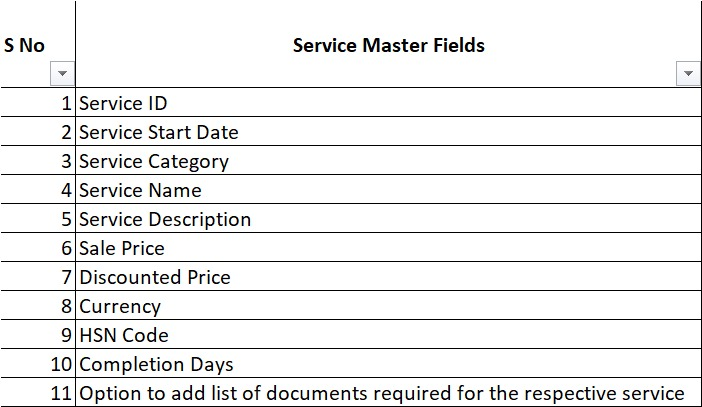 S No Service Master Fields
1 Service ID
2 Service Start Date
3 Service Category
4 Service Name
5 Service Description
6 Sale Price
7 Discounted Price
8 Currency
9 HSN Code
10 Completion Days
11 Option to add list of documents required for the respective service